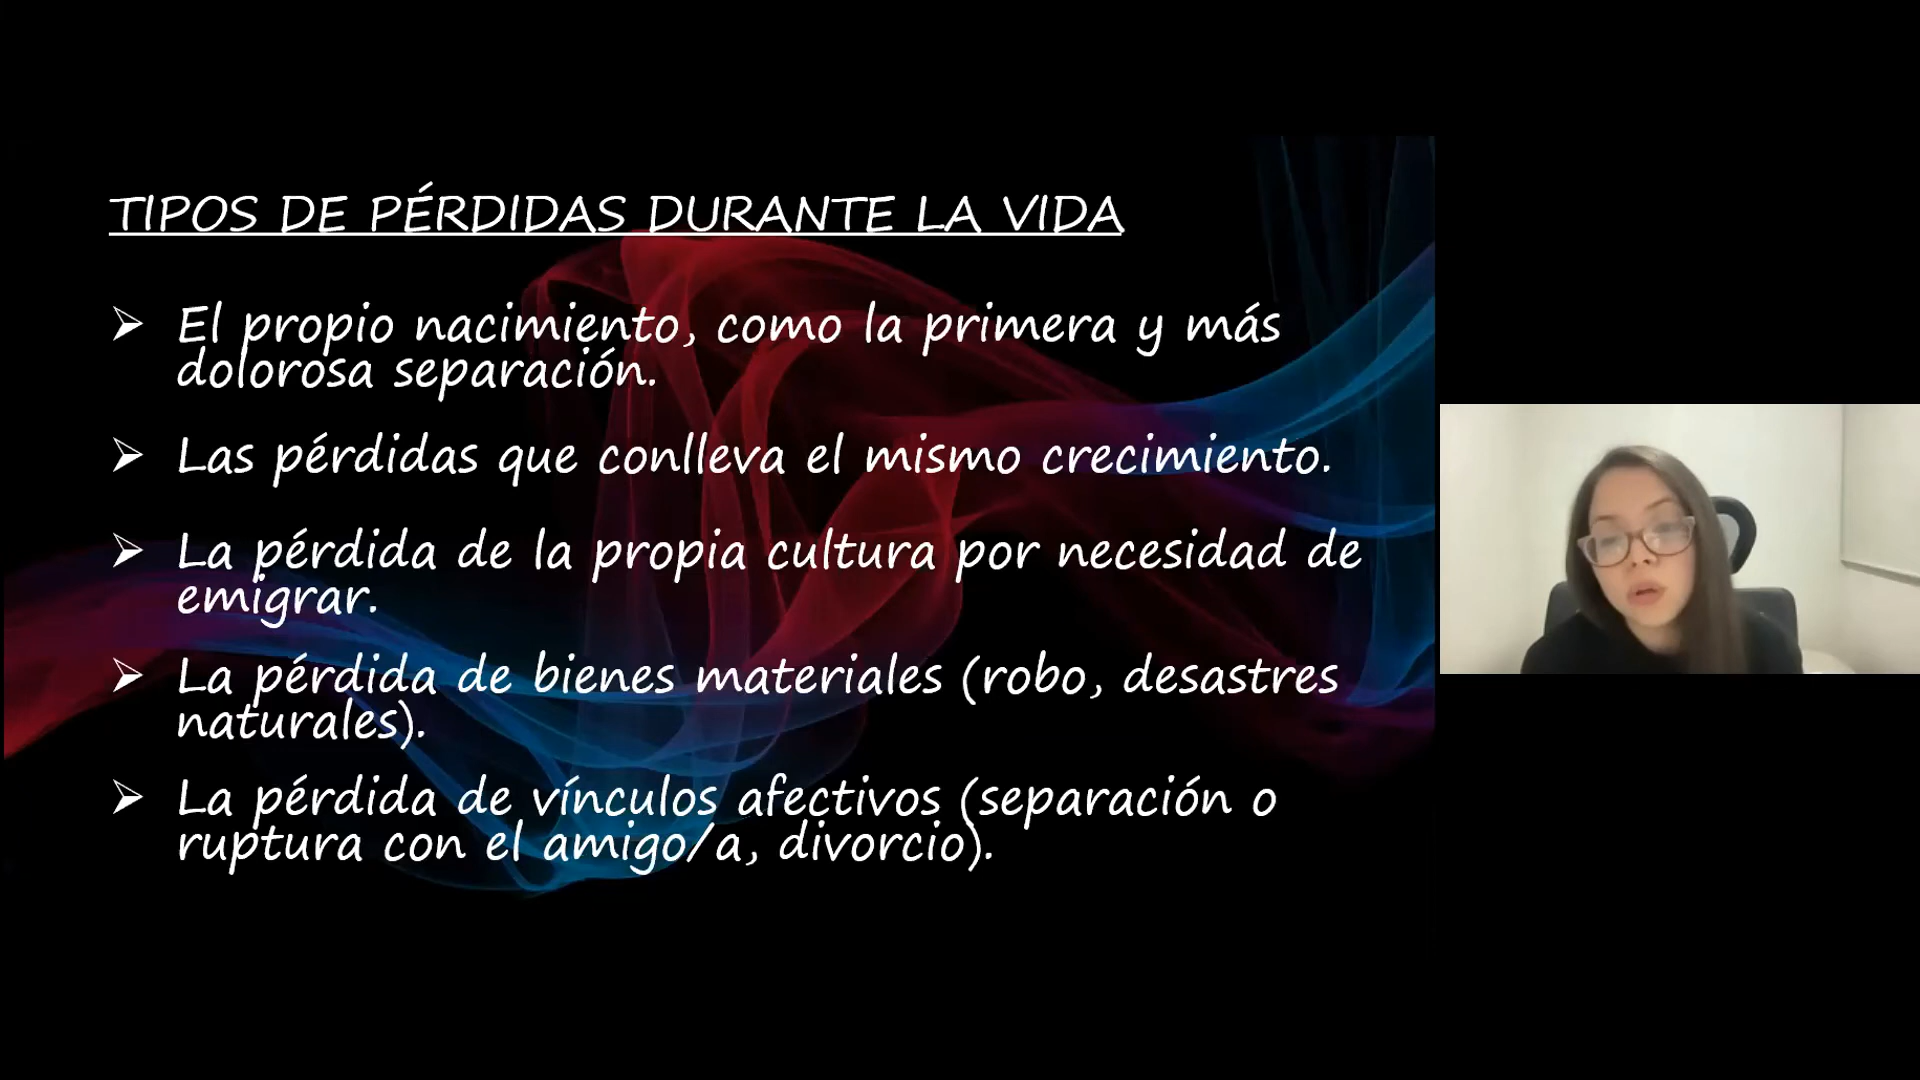 TIPOS DE PÉRDIDAS DURANTE LA VIDA
➢ El propio nacimiento, como la primera y más
dolorosa separación.
➢ Las pérdidas que conlleva el mismo crecimiento.
➢ La pérdida de la propia cultura por necesidad de
emigrar.
➢ La pérdida de bienes materiales (robo, desastres
naturales).
➢ La pérdida de vínculos afectivos (separación o
ruptura con el amigo/a, divorcio).